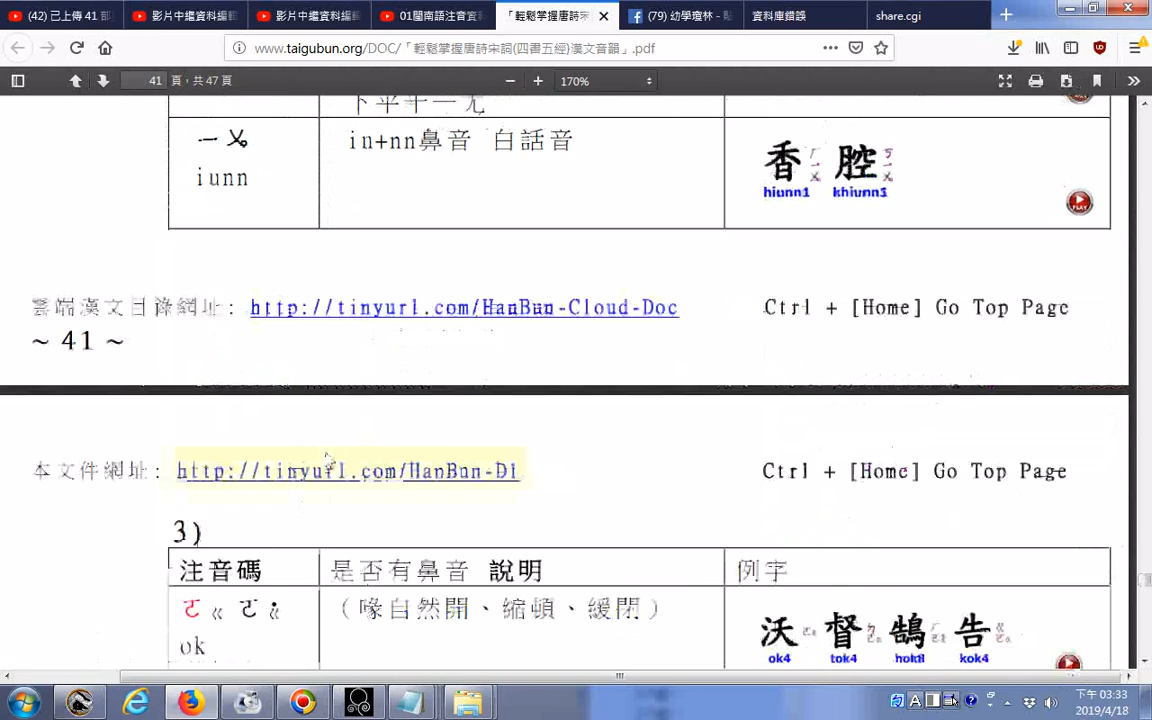 (42) 已上傳 41 部
影片中繼資料編輯
影片中繼資料編輯
01閩南語注音資
「輕鬆掌握唐詩宋
(79) 幼學瓊林 - 貼
資料庫錯誤
share.cgi
www.taigubun.org/DOC/「輕鬆掌握唐詩宋詞(四書五經)漢文音韻」.pdf
41 頁，共 47 頁
170%
iunn
in+nn鼻音 白話音
香 腔
hiunn1 khiunn1
PLAY
雲端漢文目錄網址: http://tinyurl.com/HanBun-Cloud-Doc Ctrl + [Home] Go Top Page
~ 41 ~
本文件網址: http://tinyurl.com/HanBun-Di Ctrl + [Home] Go Top Page
3)
注音碼 是否有鼻音 說明 例字
ok
(喙自然開、縮頓、緩閉)
沃 督 鵠 告
ok4 tok4 hok8 kok4
下午 03:33
2019/4/18